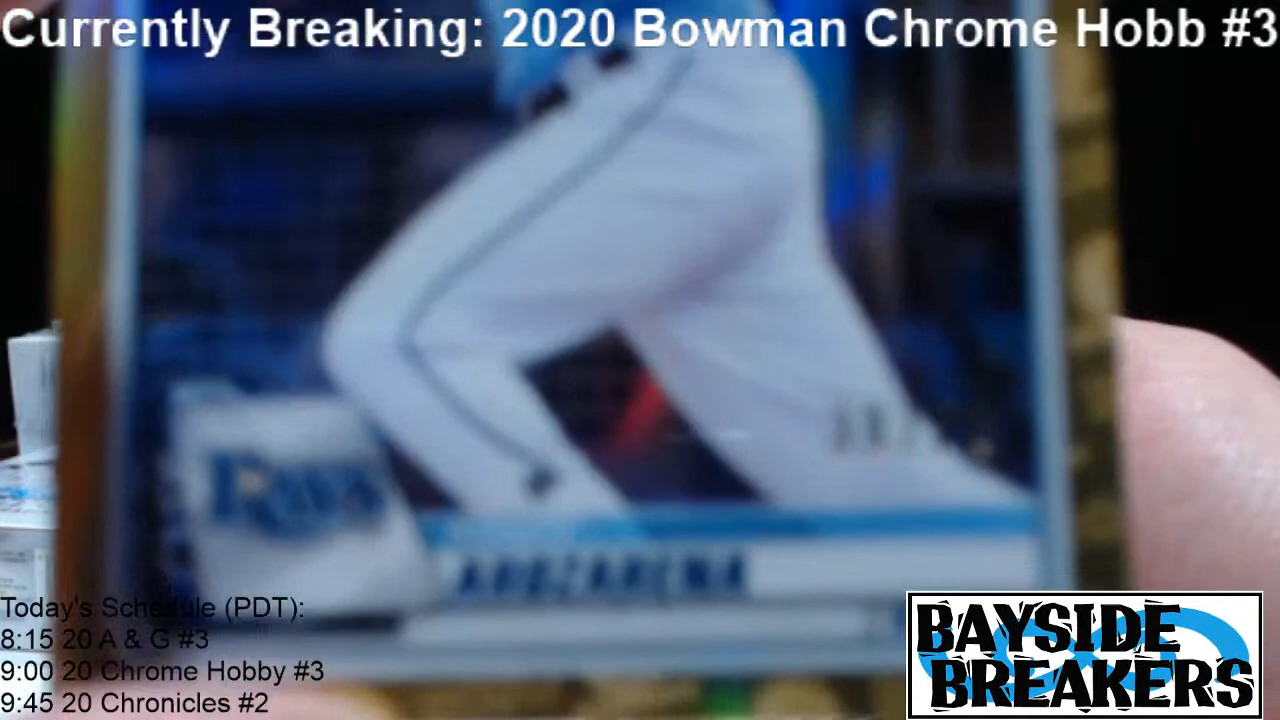 Currently Breaking: 2020 Bowman Chrome Hobb #3
Rays
AROZARENA
Today's Schedule (PDT):
8:15 20 A & G #3
9:00 20 Chrome Hobby #3
9:45 20 Chronicles #2
BAYSIDE
BREAKERS